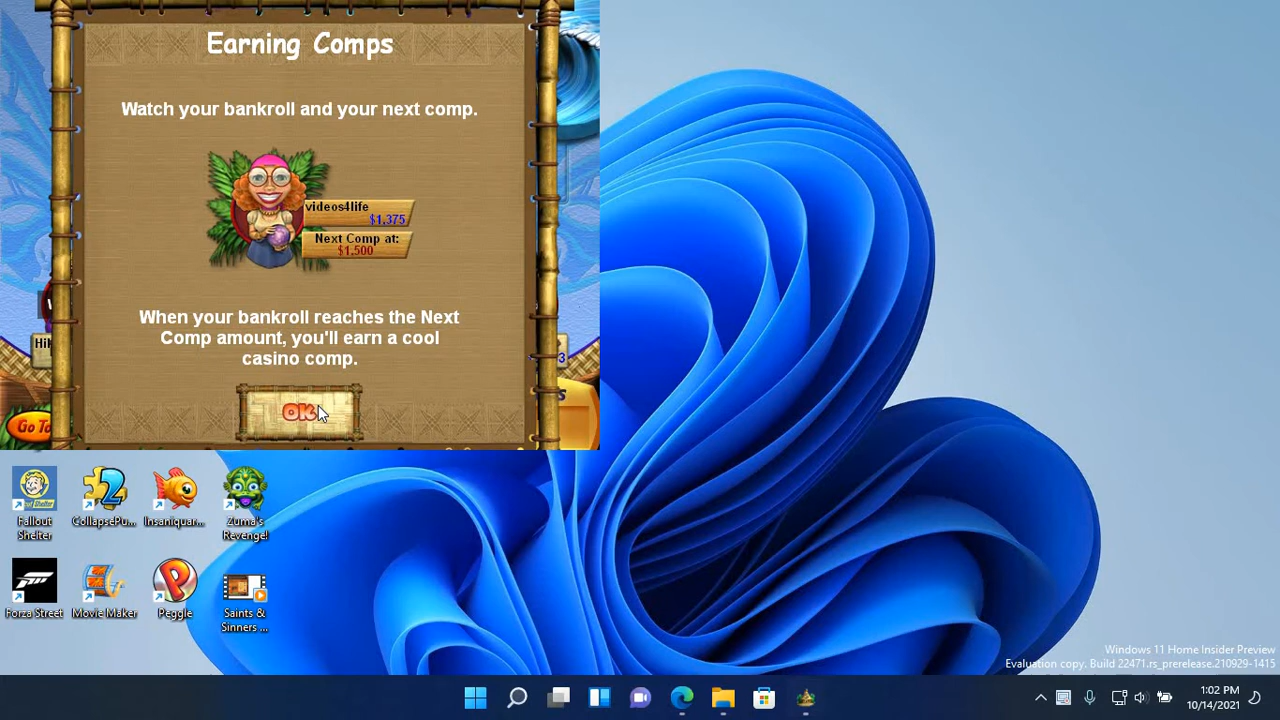 Earning Comps
Watch your bankroll and your next comp.
videos4life
$1,375
Next Comp at:
$1,500
When your bankroll reaches the Next
Comp amount, you'll earn a cool
casino comp.
OK
Go To
Fallout
Shelter
CollapsePu...
Insaniquar...
Zuma's
Revenge!
Forza Street
Movie Maker
Peggle
Saints &
Sinners ...
Windows 11 Home Insider Preview
Evaluation copy. Build 22471.rs_prerelease.210929-1415
1:02 PM
10/14/2021